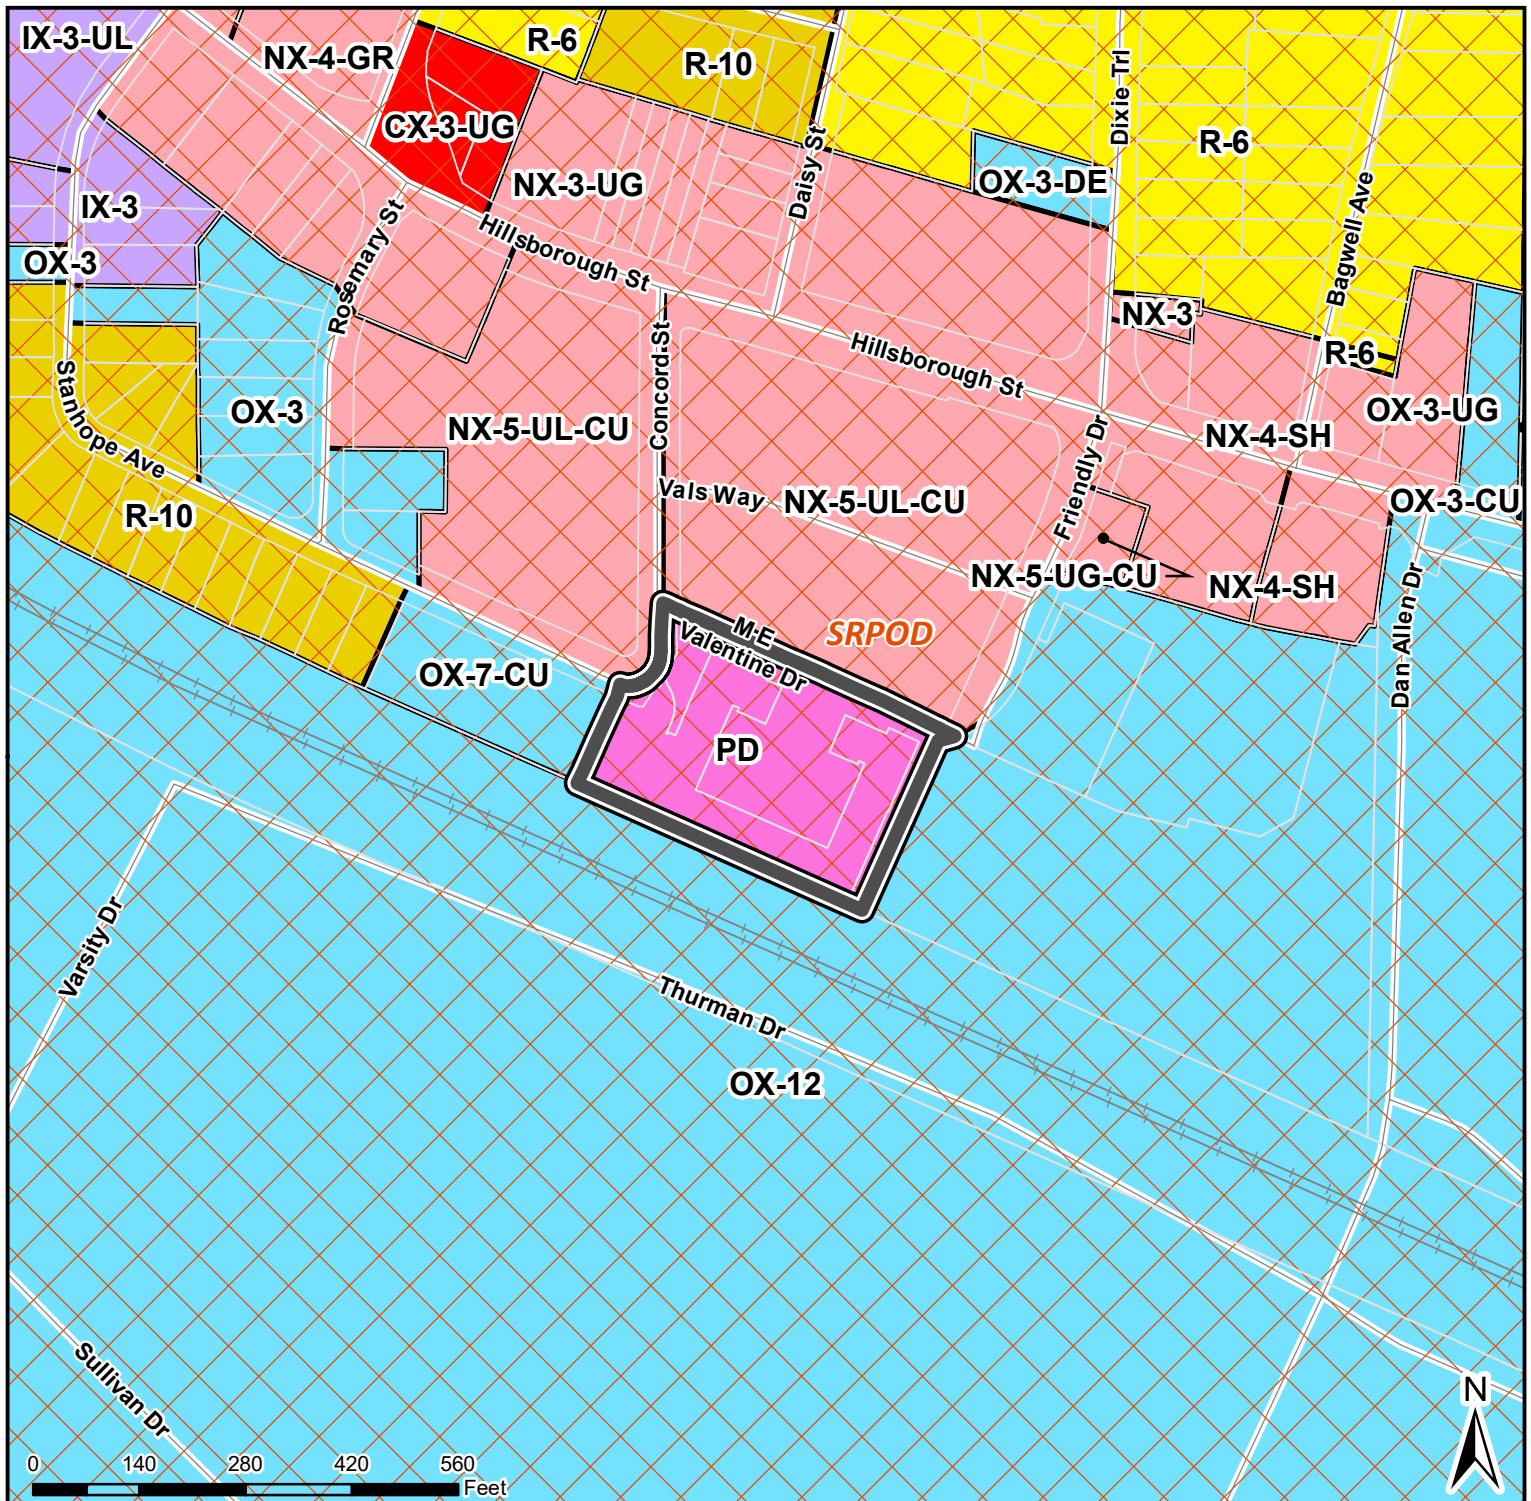 IX-3-UL
NX-4-GR
R-6
R-10
CX-3-UG
Dixie Trl
R-6
NX-3-UG
Daisy St
OX-3-DE
IX-3
Rosemary St
Hillsborough St
Bagwell Ave
OX-3
NX-3
Concord St
Hillsborough St
R-6
Stanhope Ave
OX-3
NX-5-UL-CU
OX-3-UG
NX-4-SH
Vals Way
NX-5-UL-CU
Friendly Dr
OX-3-CU
R-10
NX-5-UG-CU
NX-4-SH
Dan Allen Dr
M E
Valentine Dr
SRPOD
OX-7-CU
PD
Varsity Dr
Thurman Dr
OX-12
Sullivan Dr
N
0 140 280 420 560
Feet